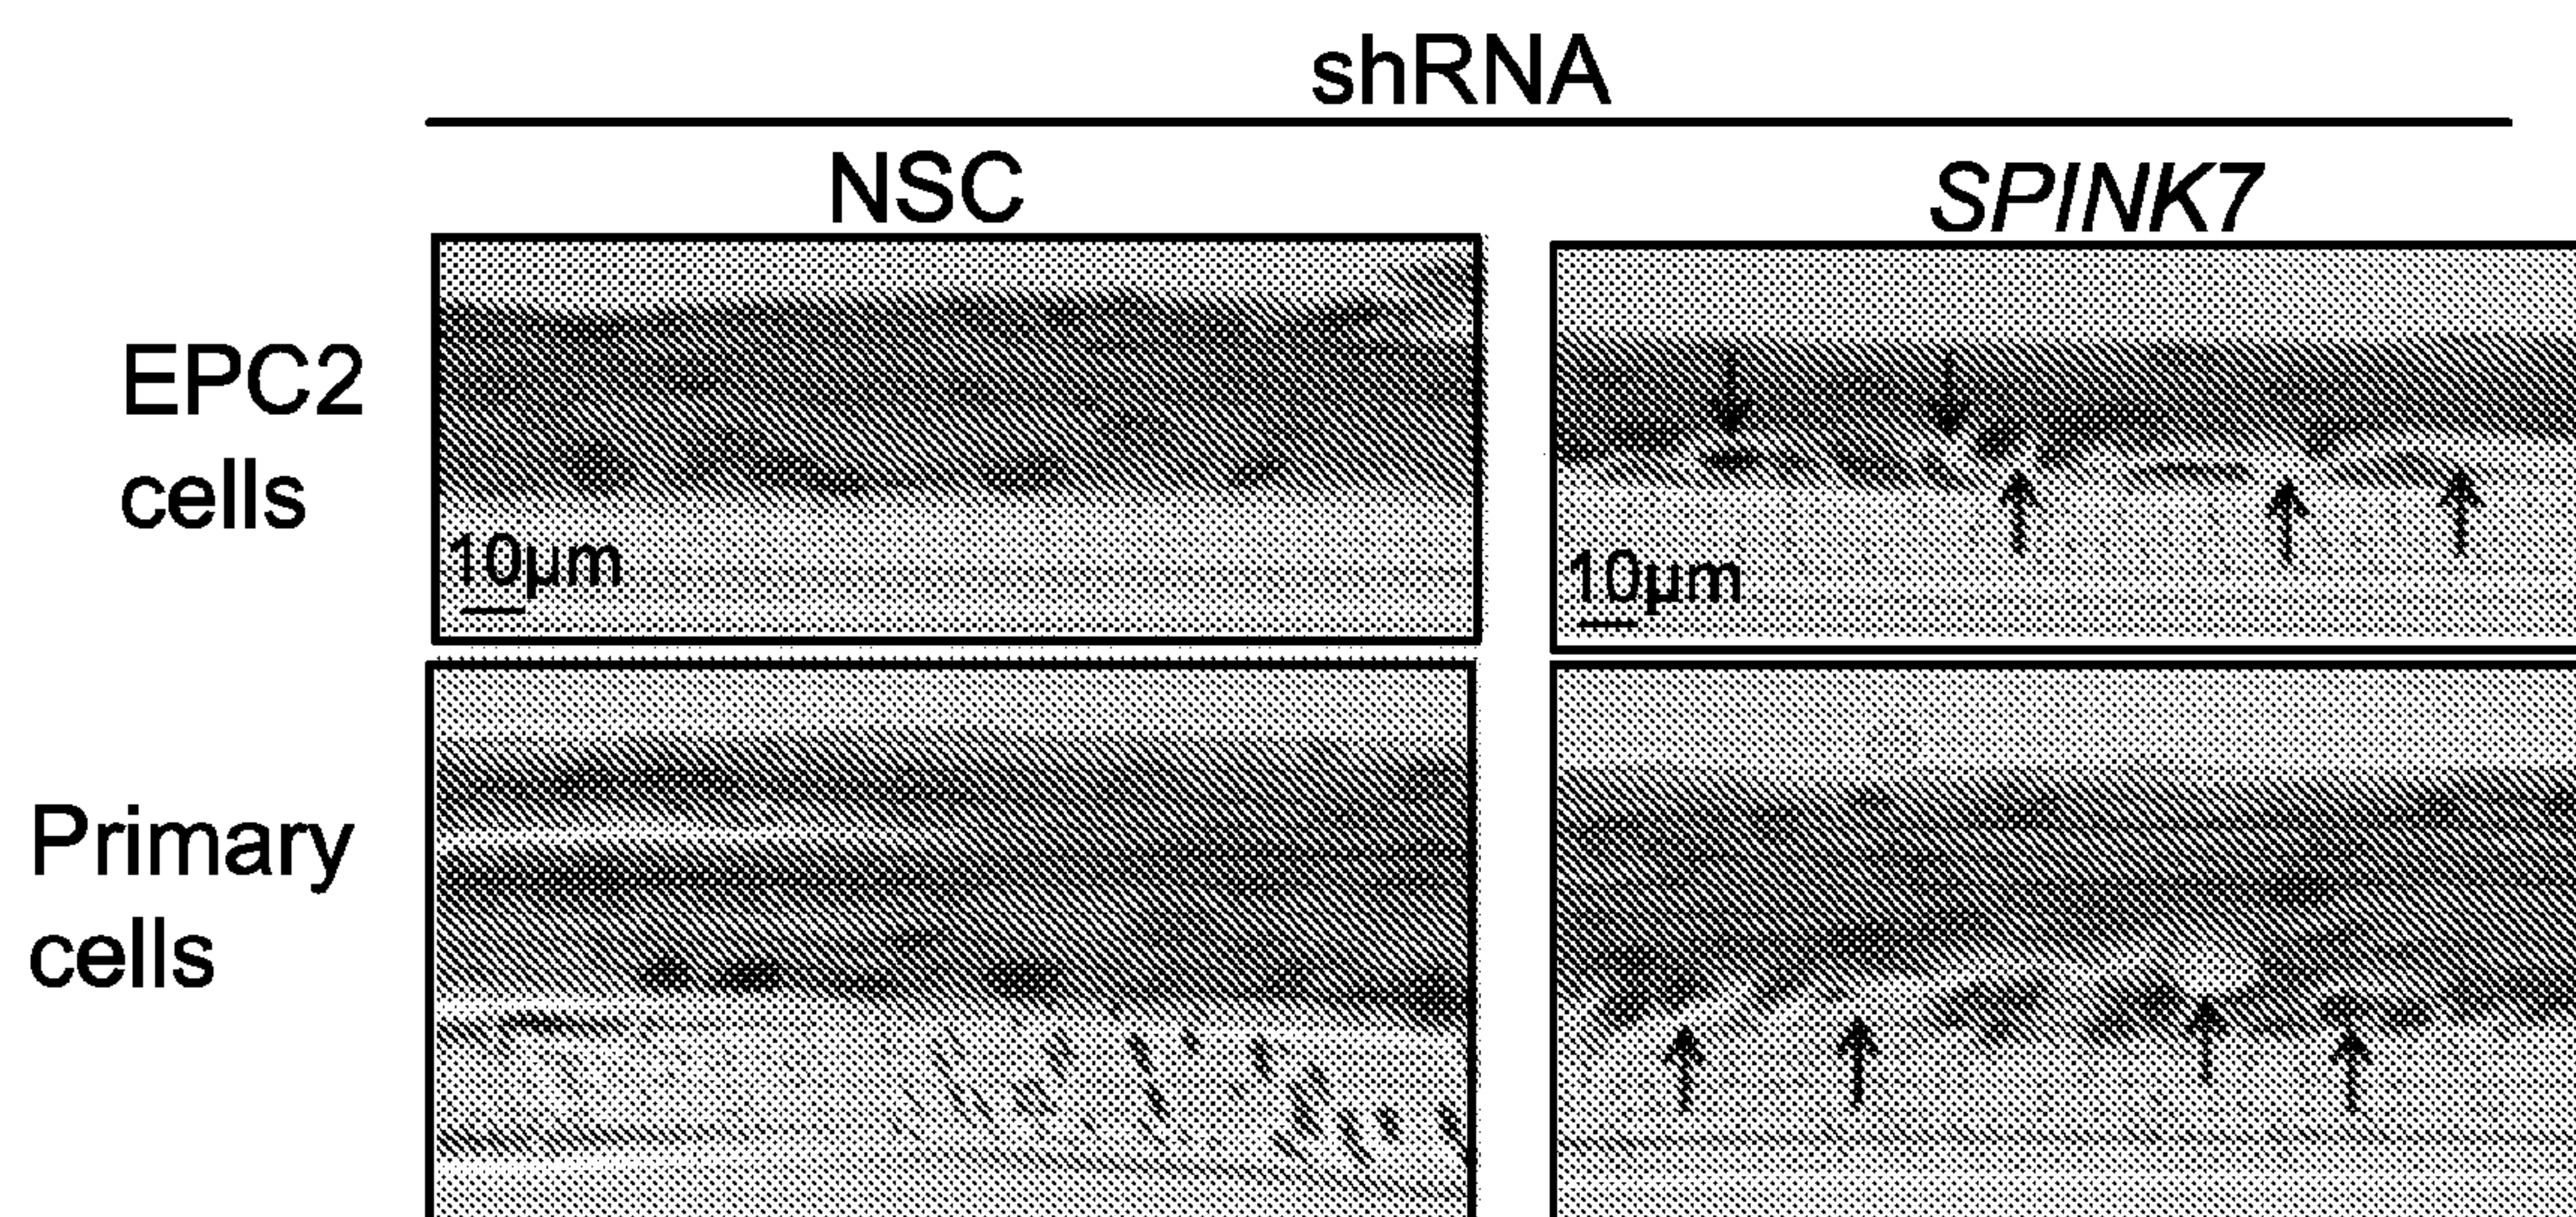 shRNA
NSC
SPINK7
EPC2
cells
10µm
10µm
Primary
cells